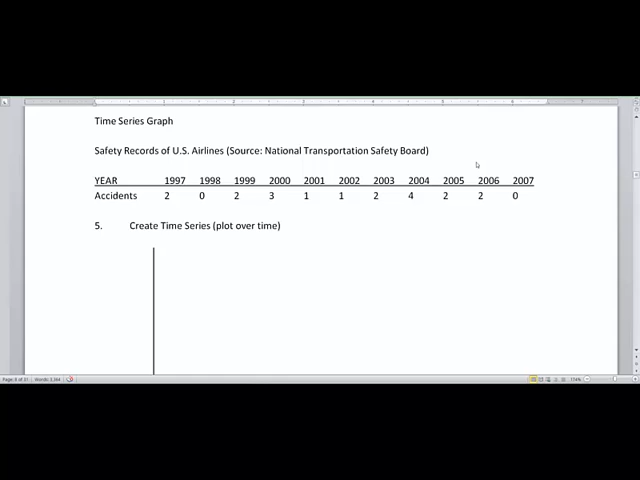 Time Series Graph
Safety Records of U.S. Airlines (Source: National Transportation Safety Board)
YEAR 1997 1998 1999 2000 2001 2002 2003 2004 2005 2006 2007
Accidents 2 0 2 3 1 1 2 4 2 2 0
5. Create Time Series (plot over time)